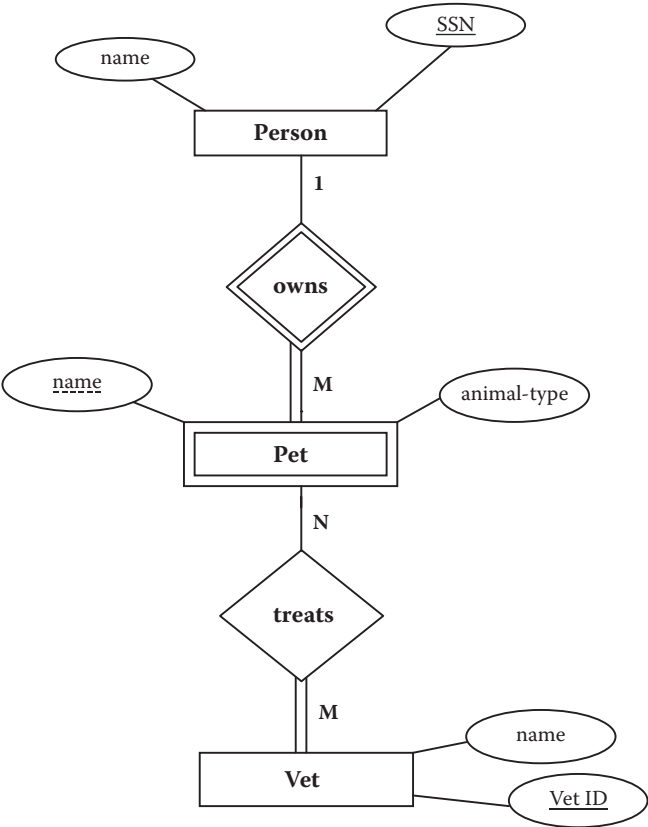 SSN
name
Person
1
owns
name
M
animal-type
Pet
N
treats
M
name
Vet
Vet ID